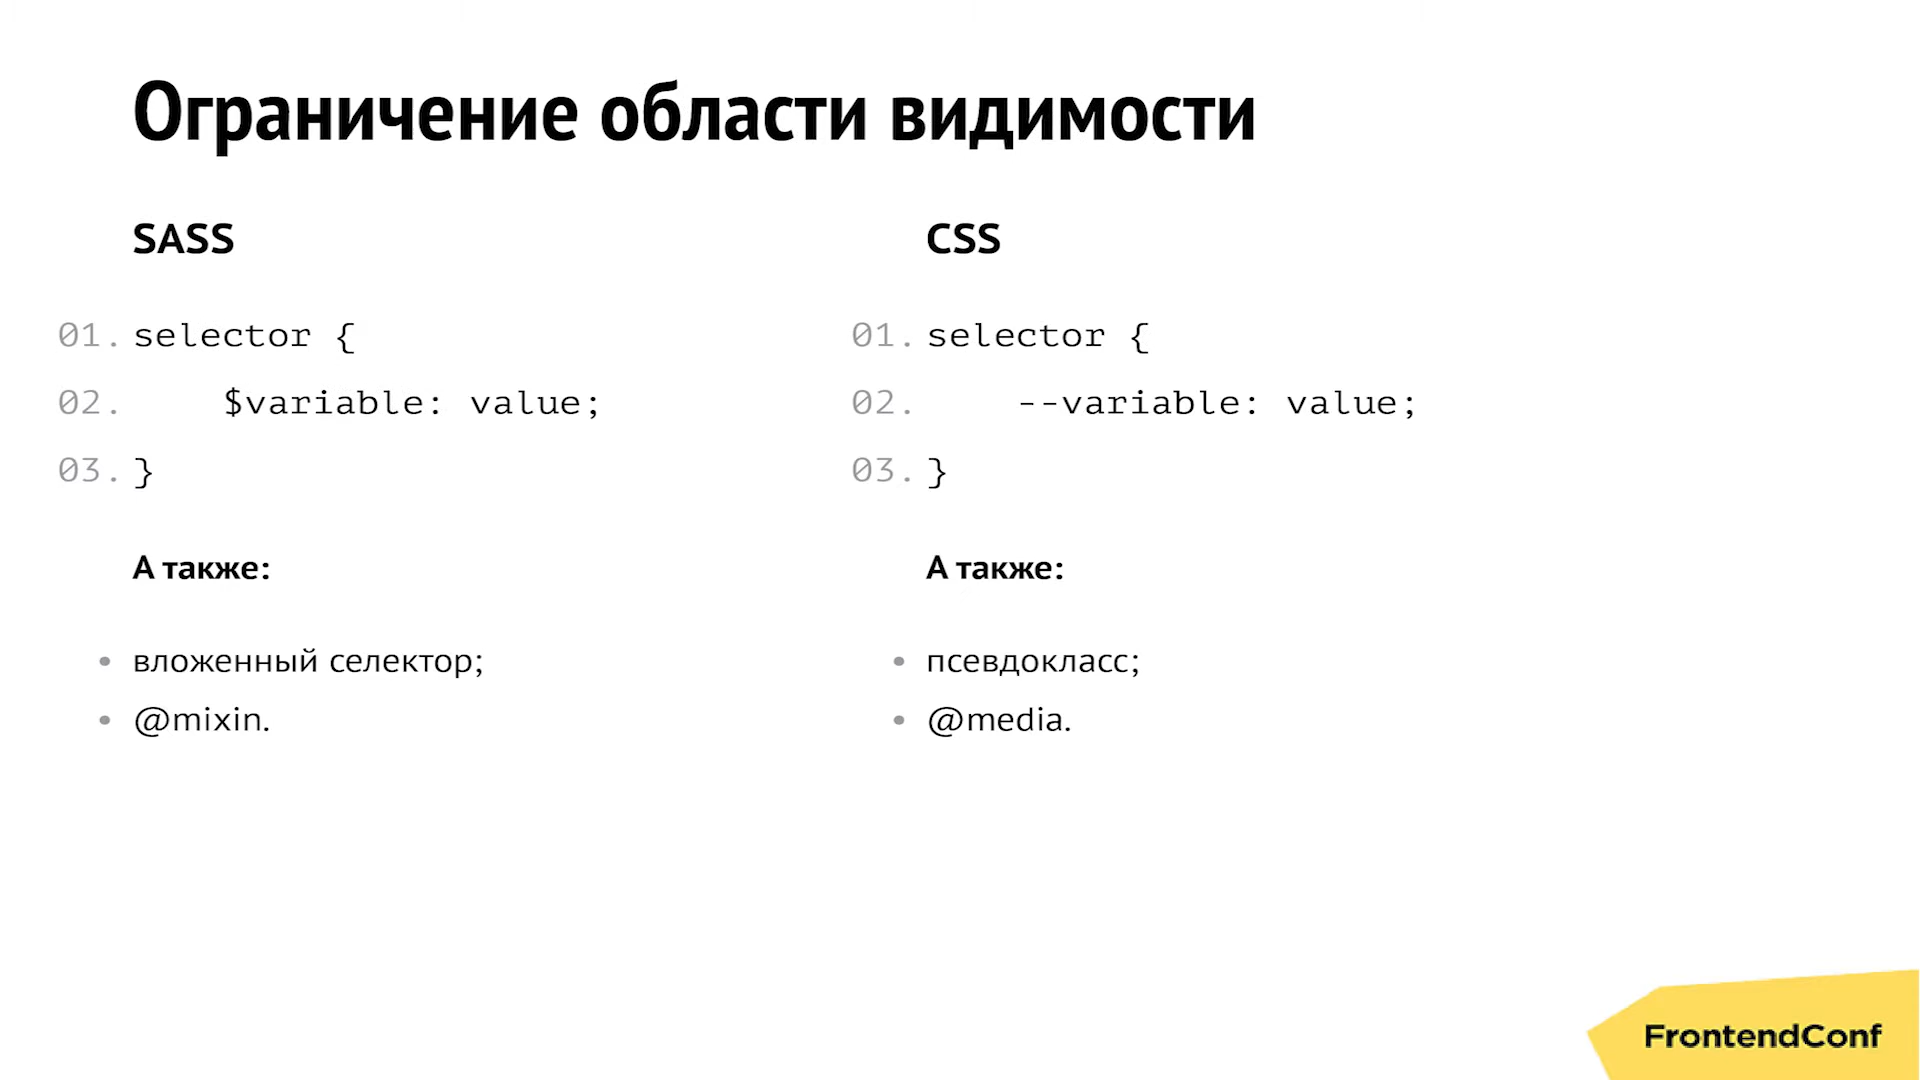 Ограничение области видимости
SASS
01. selector {
02.     $variable: value;
03. }
А также:
• вложенный селектор;
• @mixin.
CSS
01. selector {
02.     --variable: value;
03. }
А также:
• псевдокласс;
• @media.
FrontendConf